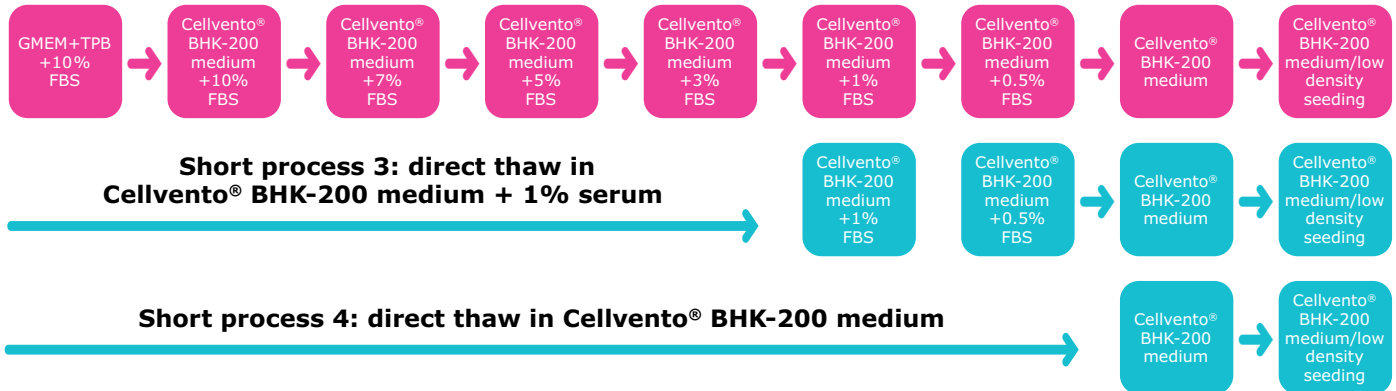 GMEM+TPB
+10%
FBS
Cellvento®
BHK-200
medium
+10%
FBS
Cellvento®
BHK-200
medium
+7%
FBS
Cellvento®
BHK-200
medium
+5%
FBS
Cellvento®
BHK-200
medium
+3%
FBS
Cellvento®
BHK-200
medium
+1%
FBS
Cellvento®
BHK-200
medium
+0.5%
FBS
Cellvento®
BHK-200
medium
Cellvento®
BHK-200
medium/low
density
seeding
Short process 3: direct thaw in
Cellvento® BHK-200 medium + 1% serum
Cellvento®
BHK-200
medium
+1%
FBS
Cellvento®
BHK-200
medium
+0.5%
FBS
Cellvento®
BHK-200
medium
Cellvento®
BHK-200
medium/low
density
seeding
Short process 4: direct thaw in Cellvento® BHK-200 medium
Cellvento®
BHK-200
medium
Cellvento®
BHK-200
medium/low
density
seeding